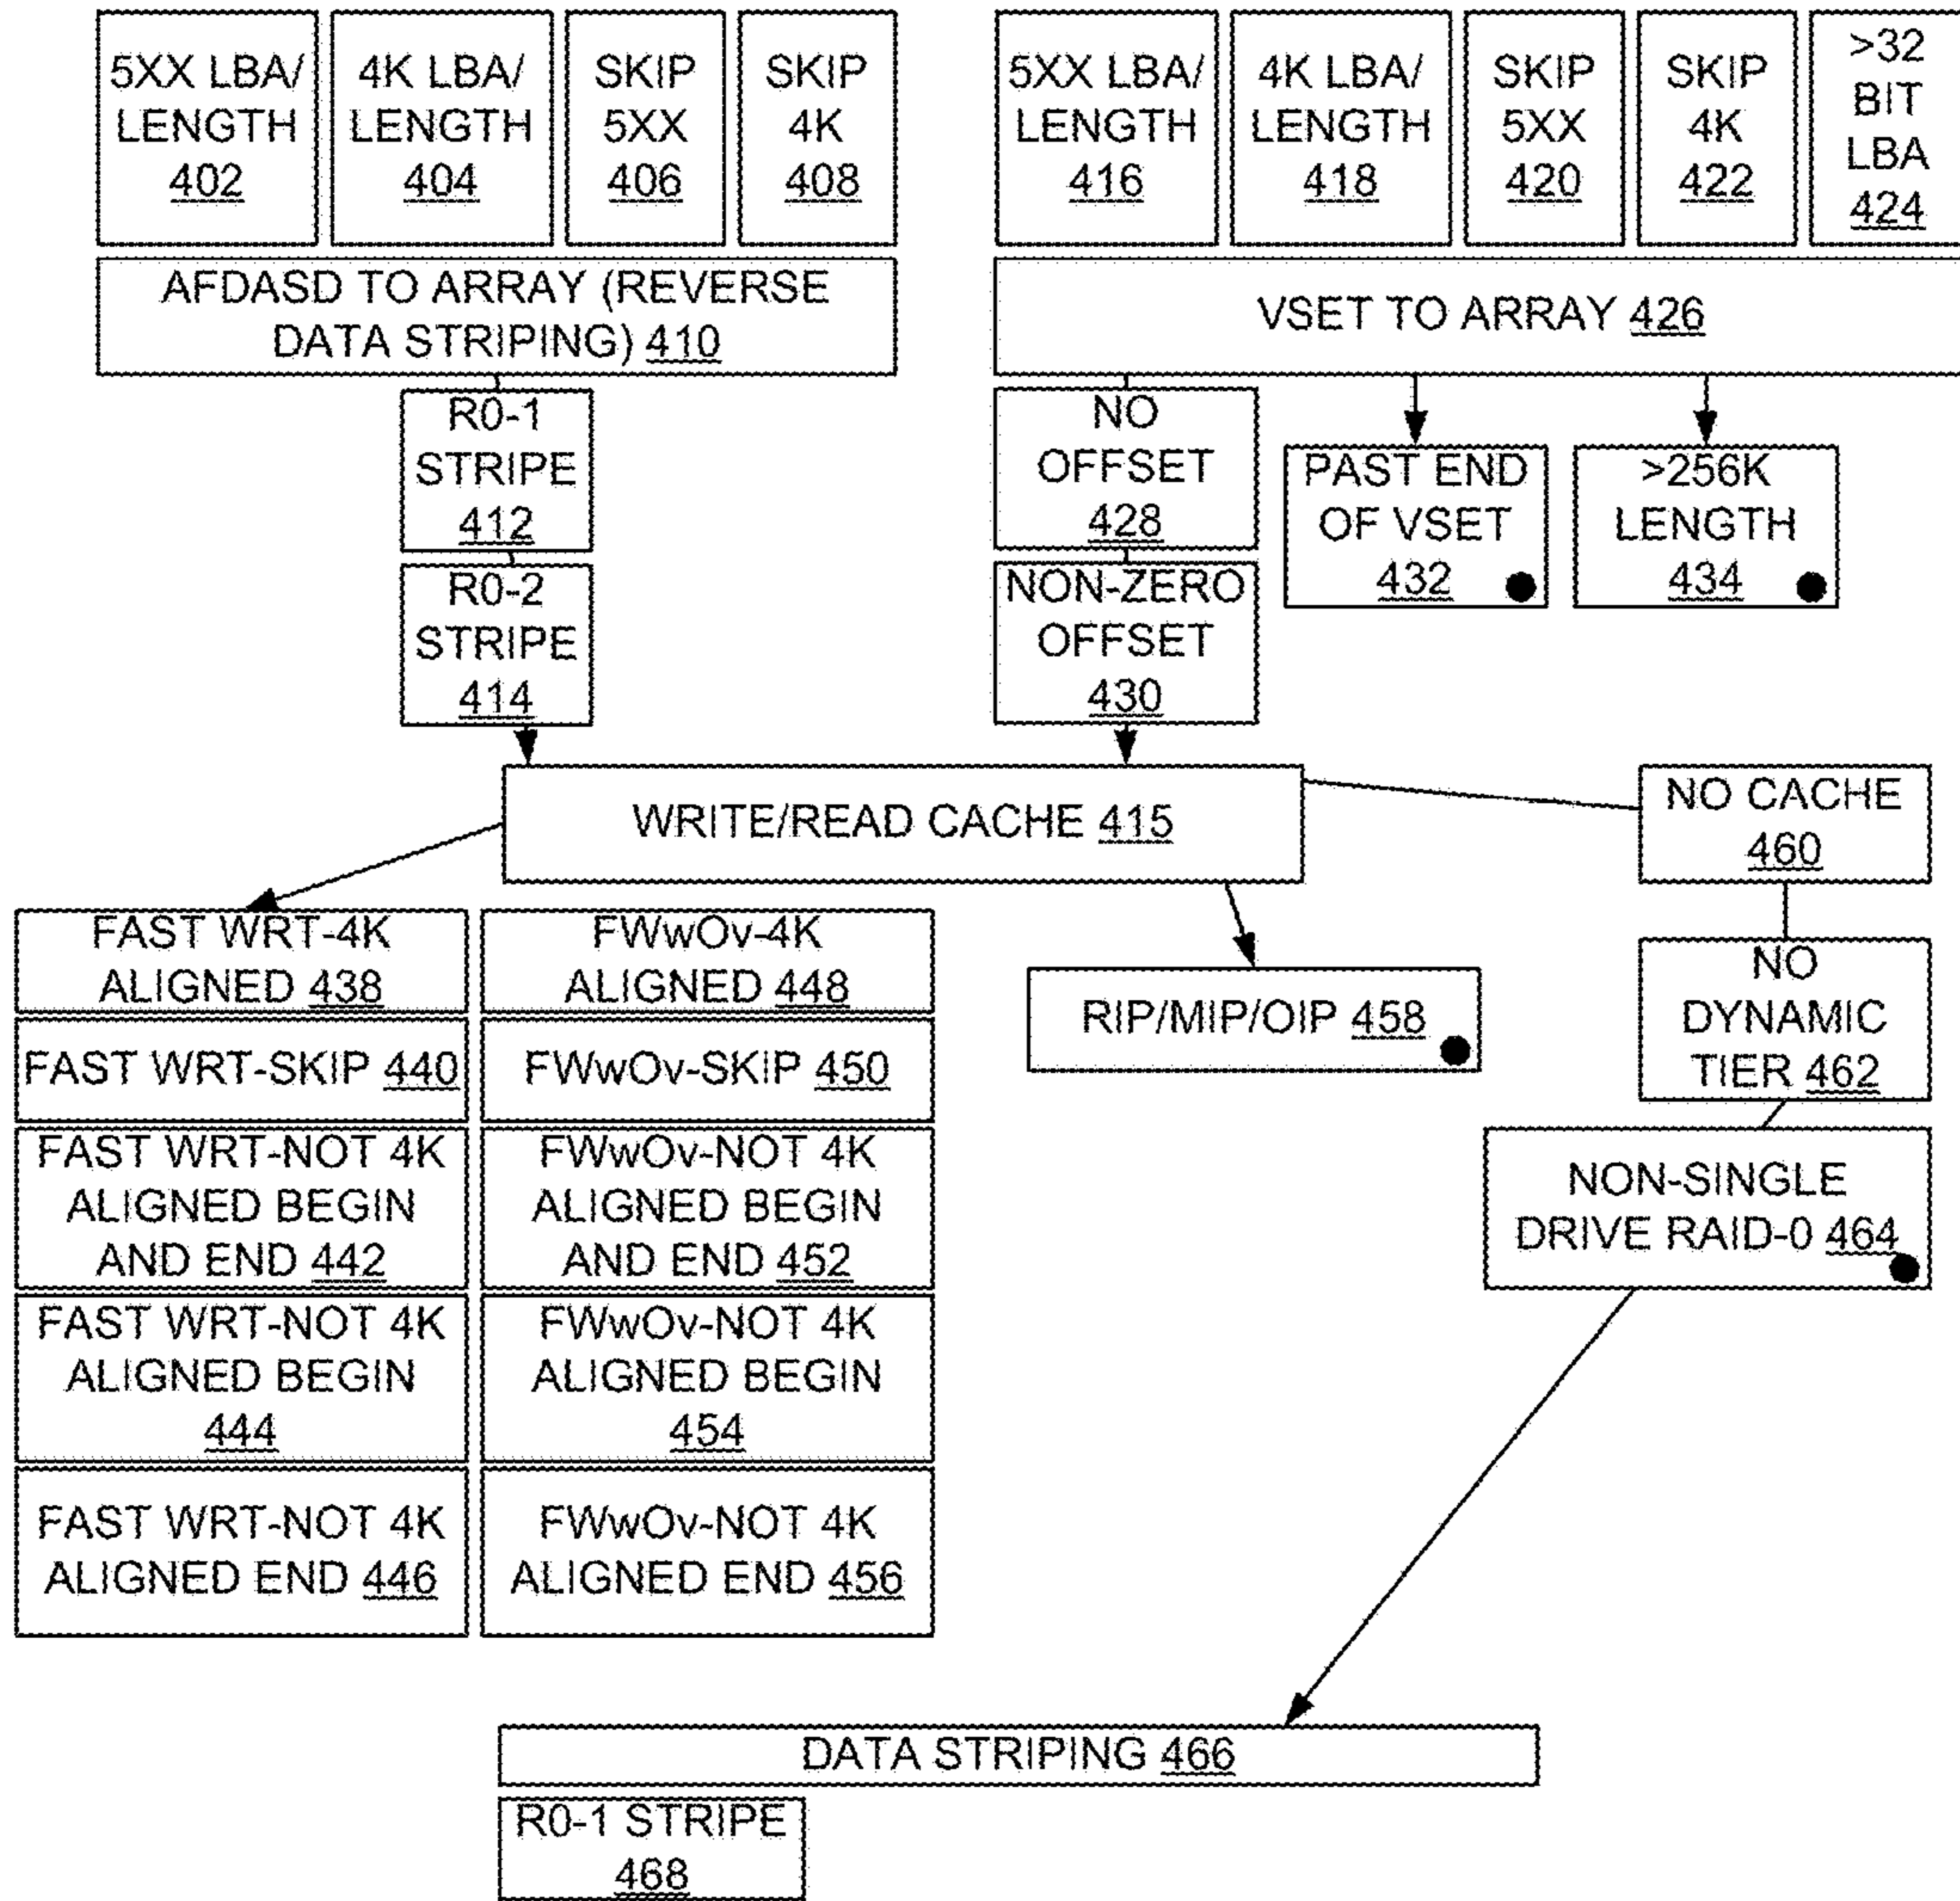 5XX LBA/
LENGTH
402
4K LBA/
LENGTH
404
SKIP
5XX
406
SKIP
4K
408
5XX LBA/
LENGTH
416
4K LBA/
LENGTH
418
SKIP
5XX
420
SKIP
4K
422
>32
BIT
LBA
424
AFDASD TO ARRAY (REVERSE
DATA STRIPING) 410
VSET TO ARRAY 426
R0-1
STRIPE
412
R0-2
STRIPE
414
NO
OFFSET
428
NON-ZERO
OFFSET
430
PAST END
OF VSET
432
>256K
LENGTH
434
WRITE/READ CACHE 415
NO CACHE
460
FAST WRT-4K
ALIGNED 438
FWwOv-4K
ALIGNED 448
FAST WRT-SKIP 440
FWwOv-SKIP 450
FAST WRT-NOT 4K
ALIGNED BEGIN
AND END 442
FWwOv-NOT 4K
ALIGNED BEGIN
AND END 452
FAST WRT-NOT 4K
ALIGNED BEGIN
444
FWwOv-NOT 4K
ALIGNED BEGIN
454
FAST WRT-NOT 4K
ALIGNED END 446
FWwOv-NOT 4K
ALIGNED END 456
RIP/MIP/OIP 458
NO
DYNAMIC
TIER 462
NON-SINGLE
DRIVE RAID-0 464
DATA STRIPING 466
R0-1 STRIPE
468